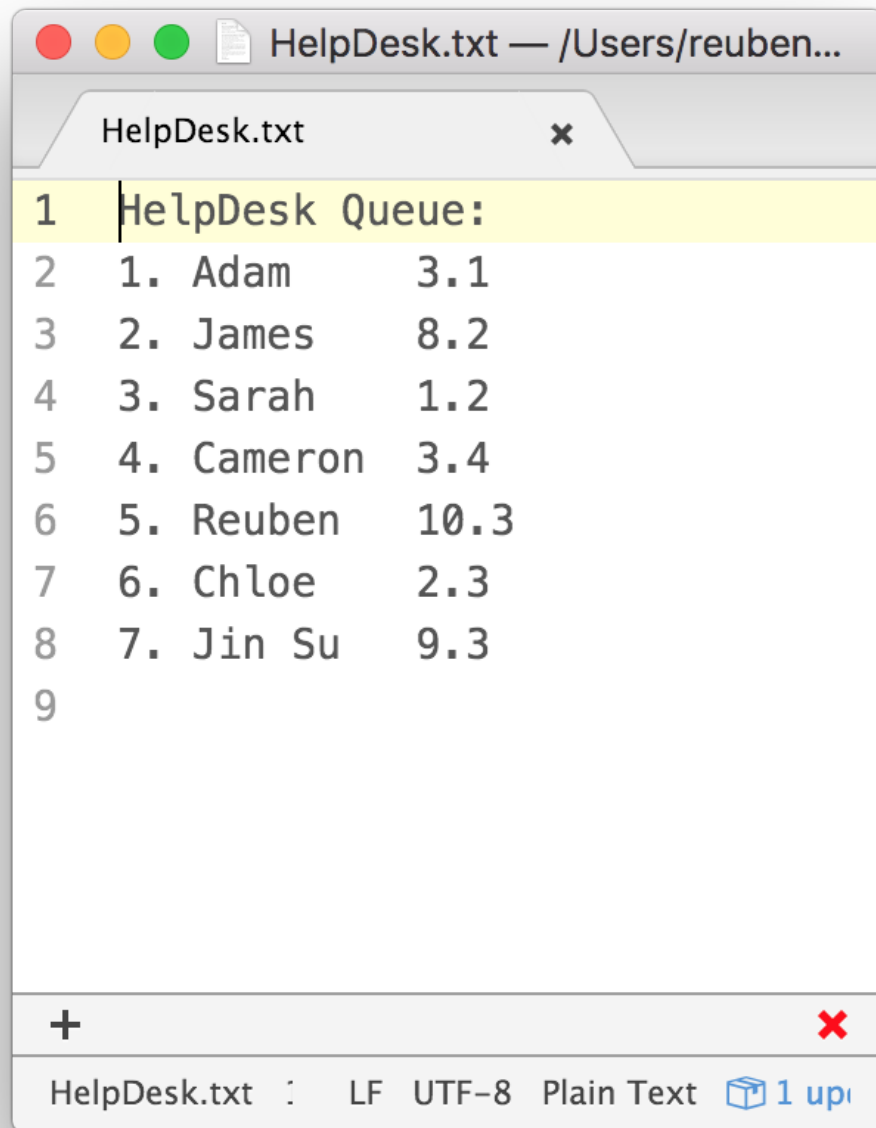 HelpDesk.txt — /Users/reuben...
HelpDesk.txt
1 HelpDesk Queue:
2 1. Adam 3.1
3 2. James 8.2
4 3. Sarah 1.2
5 4. Cameron 3.4
6 5. Reuben 10.3
7 6. Chloe 2.3
8 7. Jin Su 9.3
9
HelpDesk.txt LF UTF-8 Plain Text 1